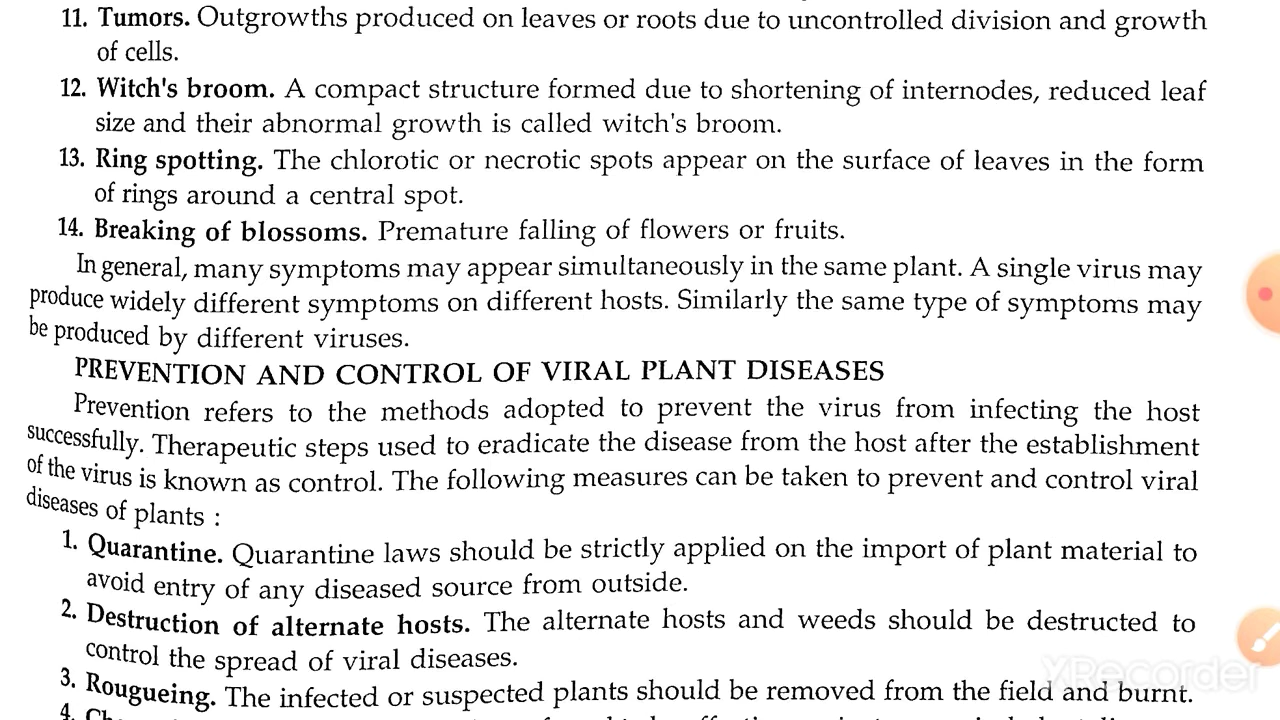 11. Tumors. Outgrowths produced on leaves or roots due to uncontrolled division and growth
of cells.
12. Witch's broom. A compact structure formed due to shortening of internodes, reduced leaf
size and their abnormal growth is called witch's broom.
13. Ring spotting. The chlorotic or necrotic spots appear on the surface of leaves in the form
of rings around a central spot.
14. Breaking of blossoms. Premature falling of flowers or fruits.
In general, many symptoms may appear simultaneously in the same plant. A single virus may
produce widely different symptoms on different hosts. Similarly the same type of symptoms may
be produced by different viruses.
PREVENTION AND CONTROL OF VIRAL PLANT DISEASES
Prevention refers to the methods adopted to prevent the virus from infecting the host
successfully. Therapeutic steps used to eradicate the disease from the host after the establishment
of the virus is known as control. The following measures can be taken to prevent and control viral
diseases of plants :
1. Quarantine. Quarantine laws should be strictly applied on the import of plant material to
avoid entry of any diseased source from outside.
2. Destruction of alternate hosts. The alternate hosts and weeds should be destructed to
control the spread of viral diseases.
3. Rougueing. The infected or suspected plants should be removed from the field and burnt.
4.
XRecorder